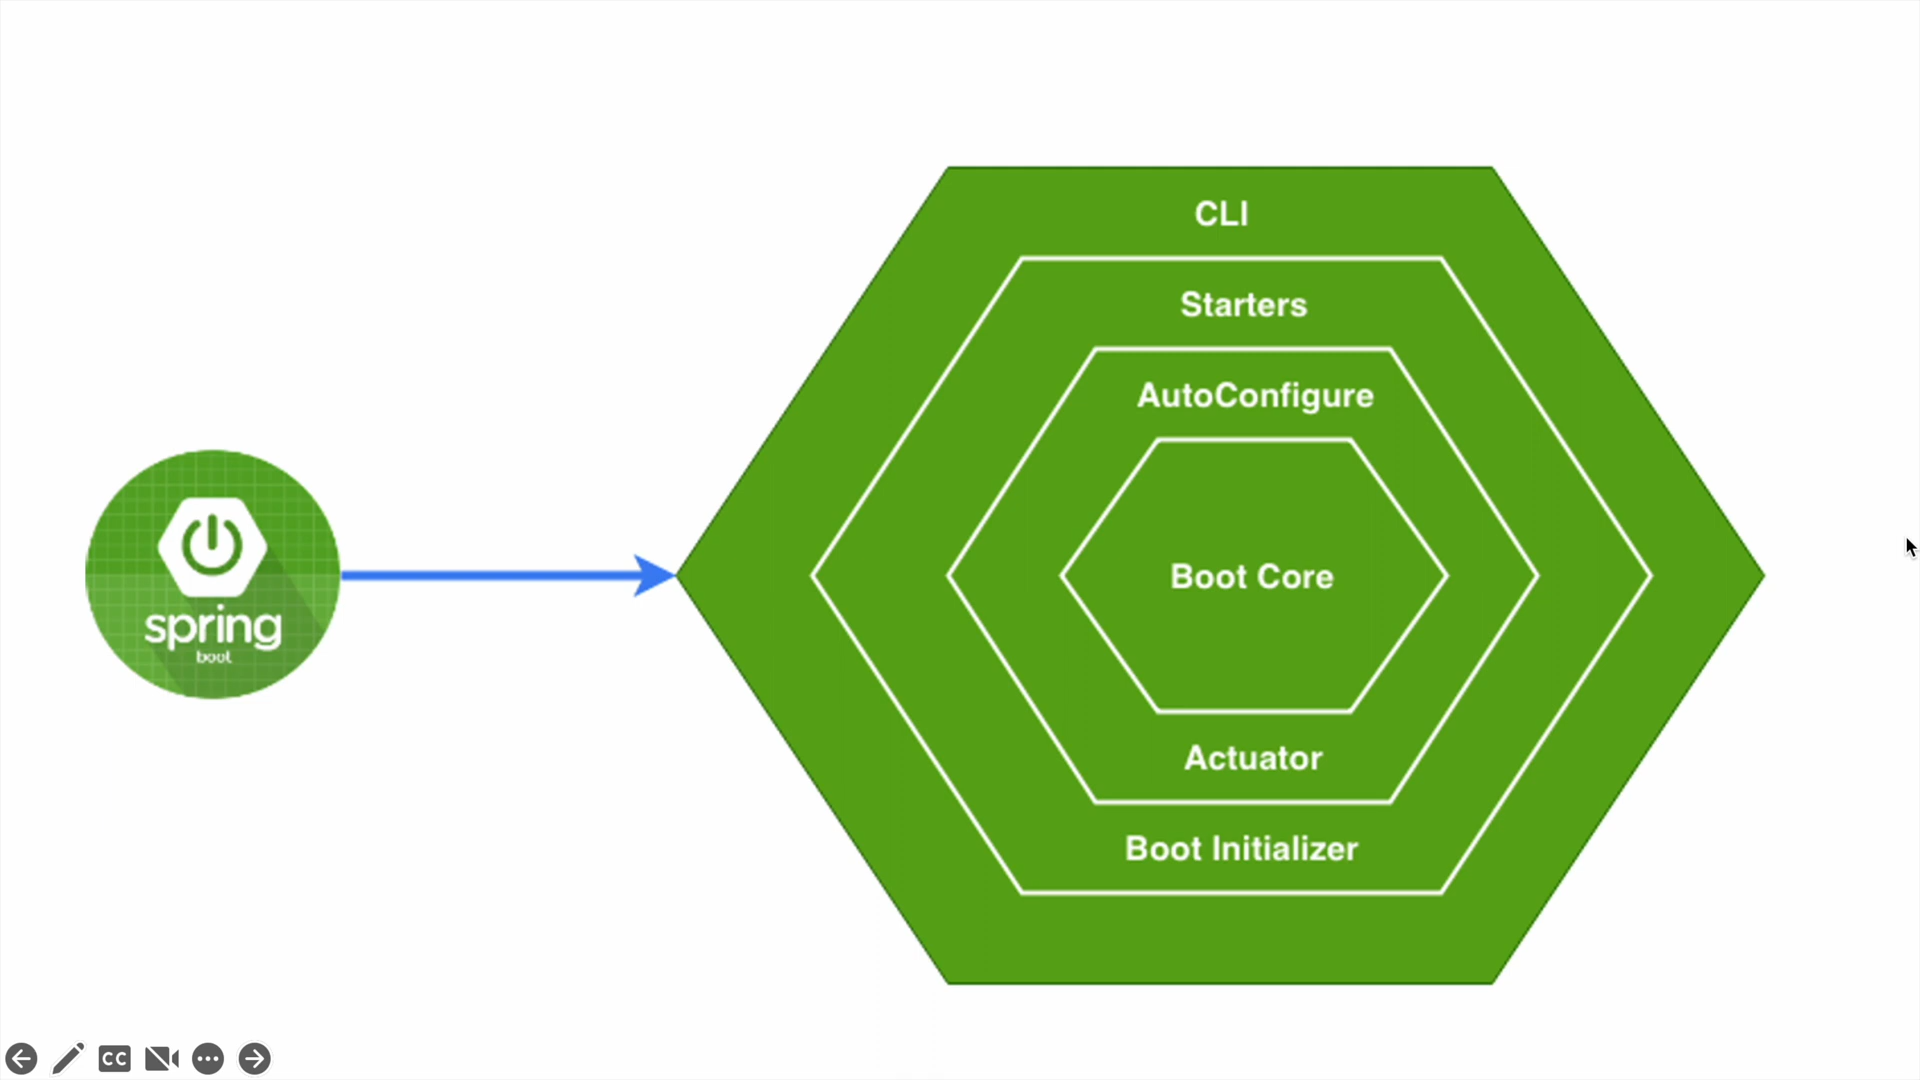 CLI
Starters
AutoConfigure
Boot Core
spring
boot
Actuator
Boot Initializer
CC